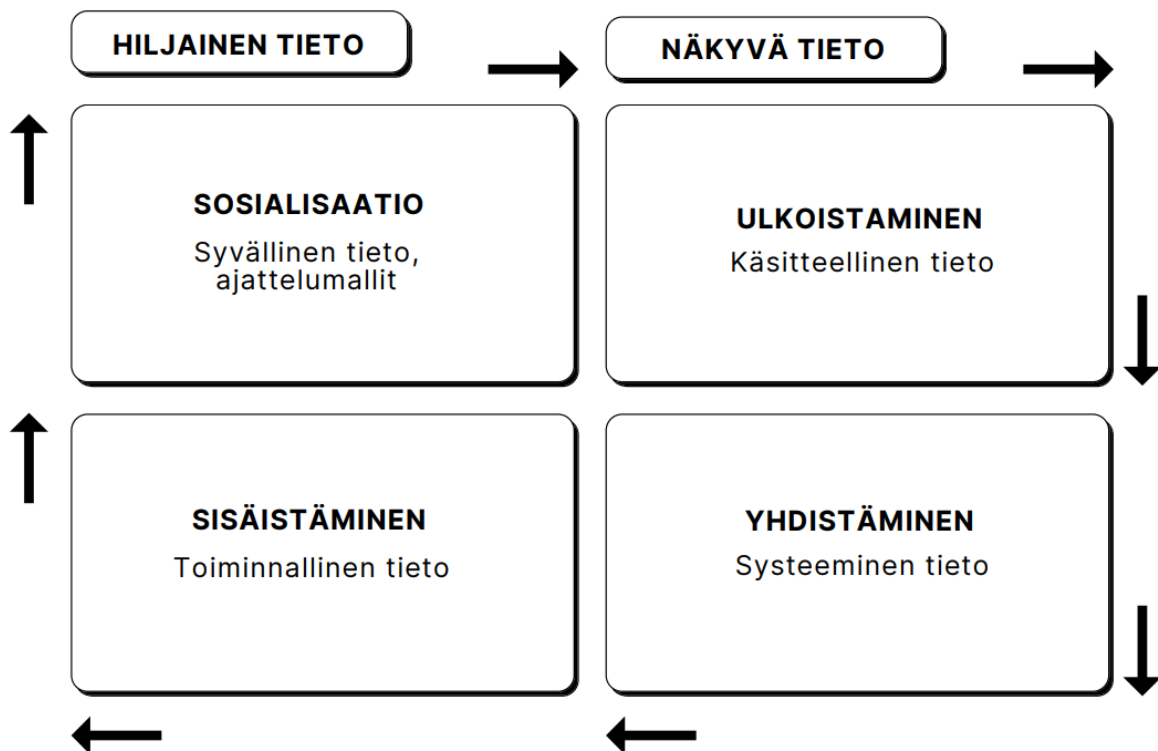 HILJAINEN TIETO
NÄKYVÄ TIETO
SOSIALISAATIO
Syvällinen tieto,
ajattelumallit
ULKOISTAMINEN
Käsitteellinen tieto
SISÄISTÄMINEN
Toiminnallinen tieto
YHDISTÄMINEN
Systeeminen tieto